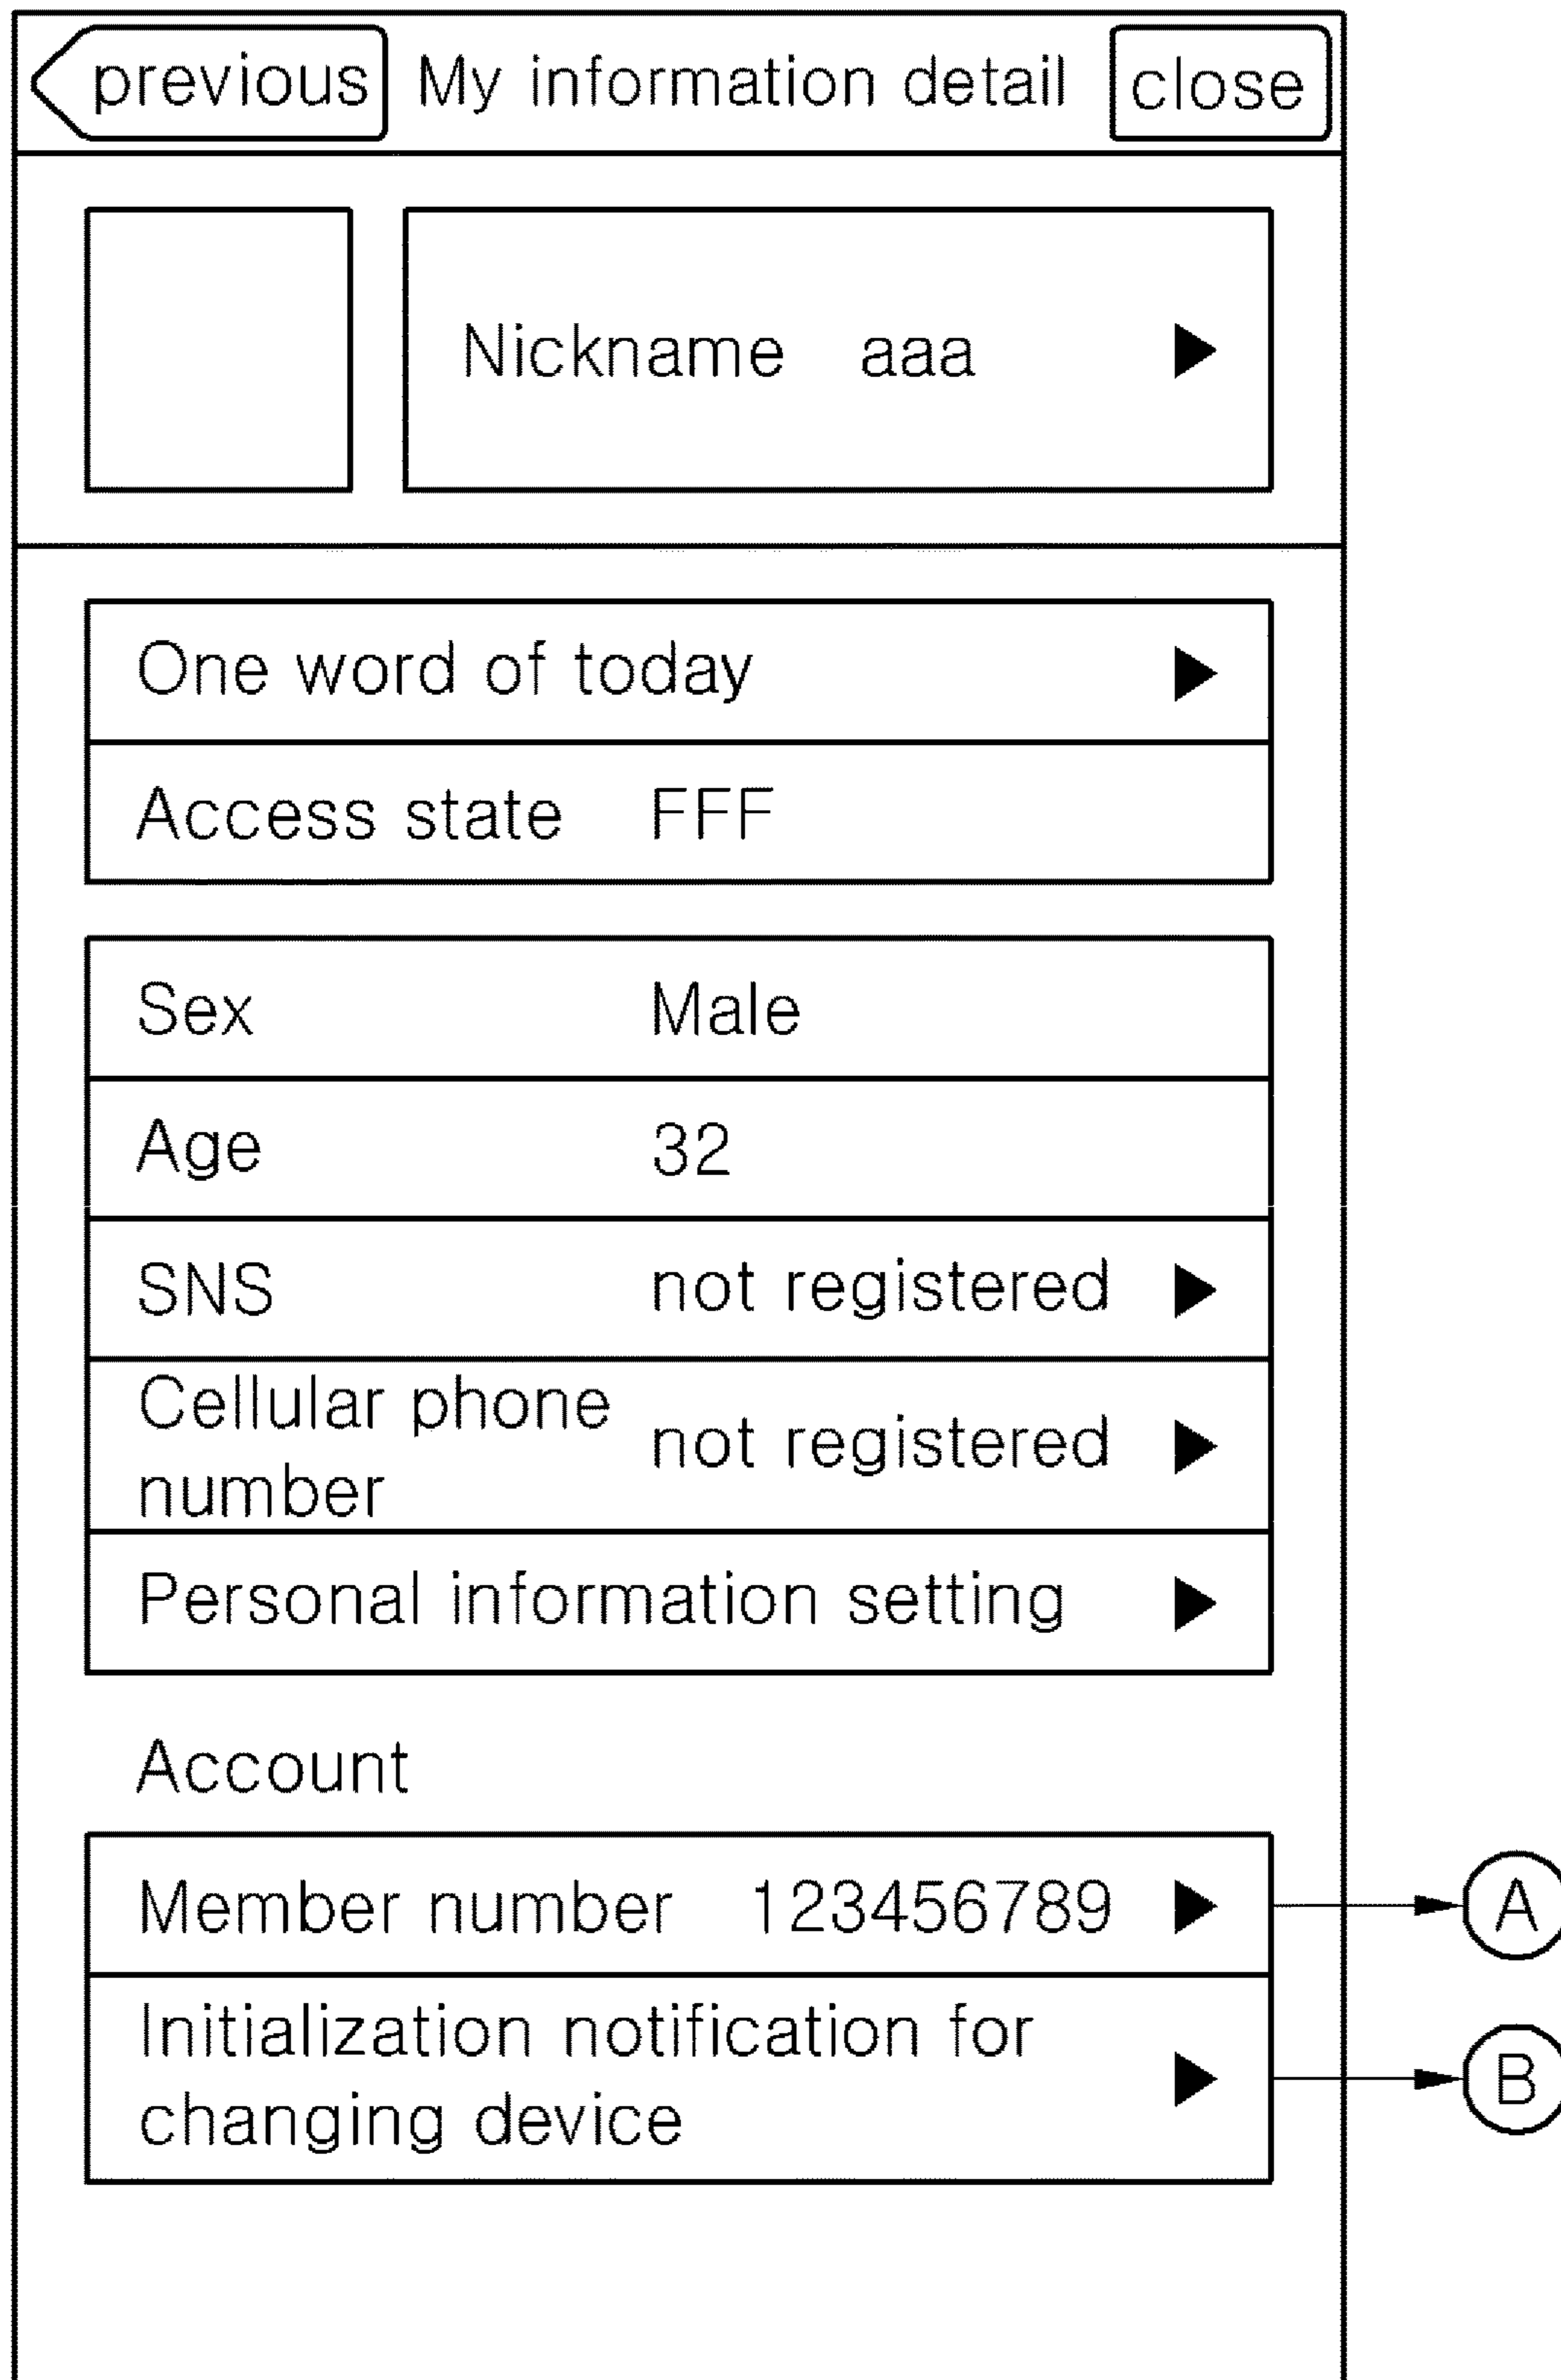 previous My information detail close
Nickname aaa ▶
One word of today ▶
Access state FFF
Sex Male
Age 32
SNS not registered ▶
Cellular phone
number not registered ▶
Personal information setting ▶
Account
Member number 123456789 ▶ A
Initialization notification for
changing device ▶ B